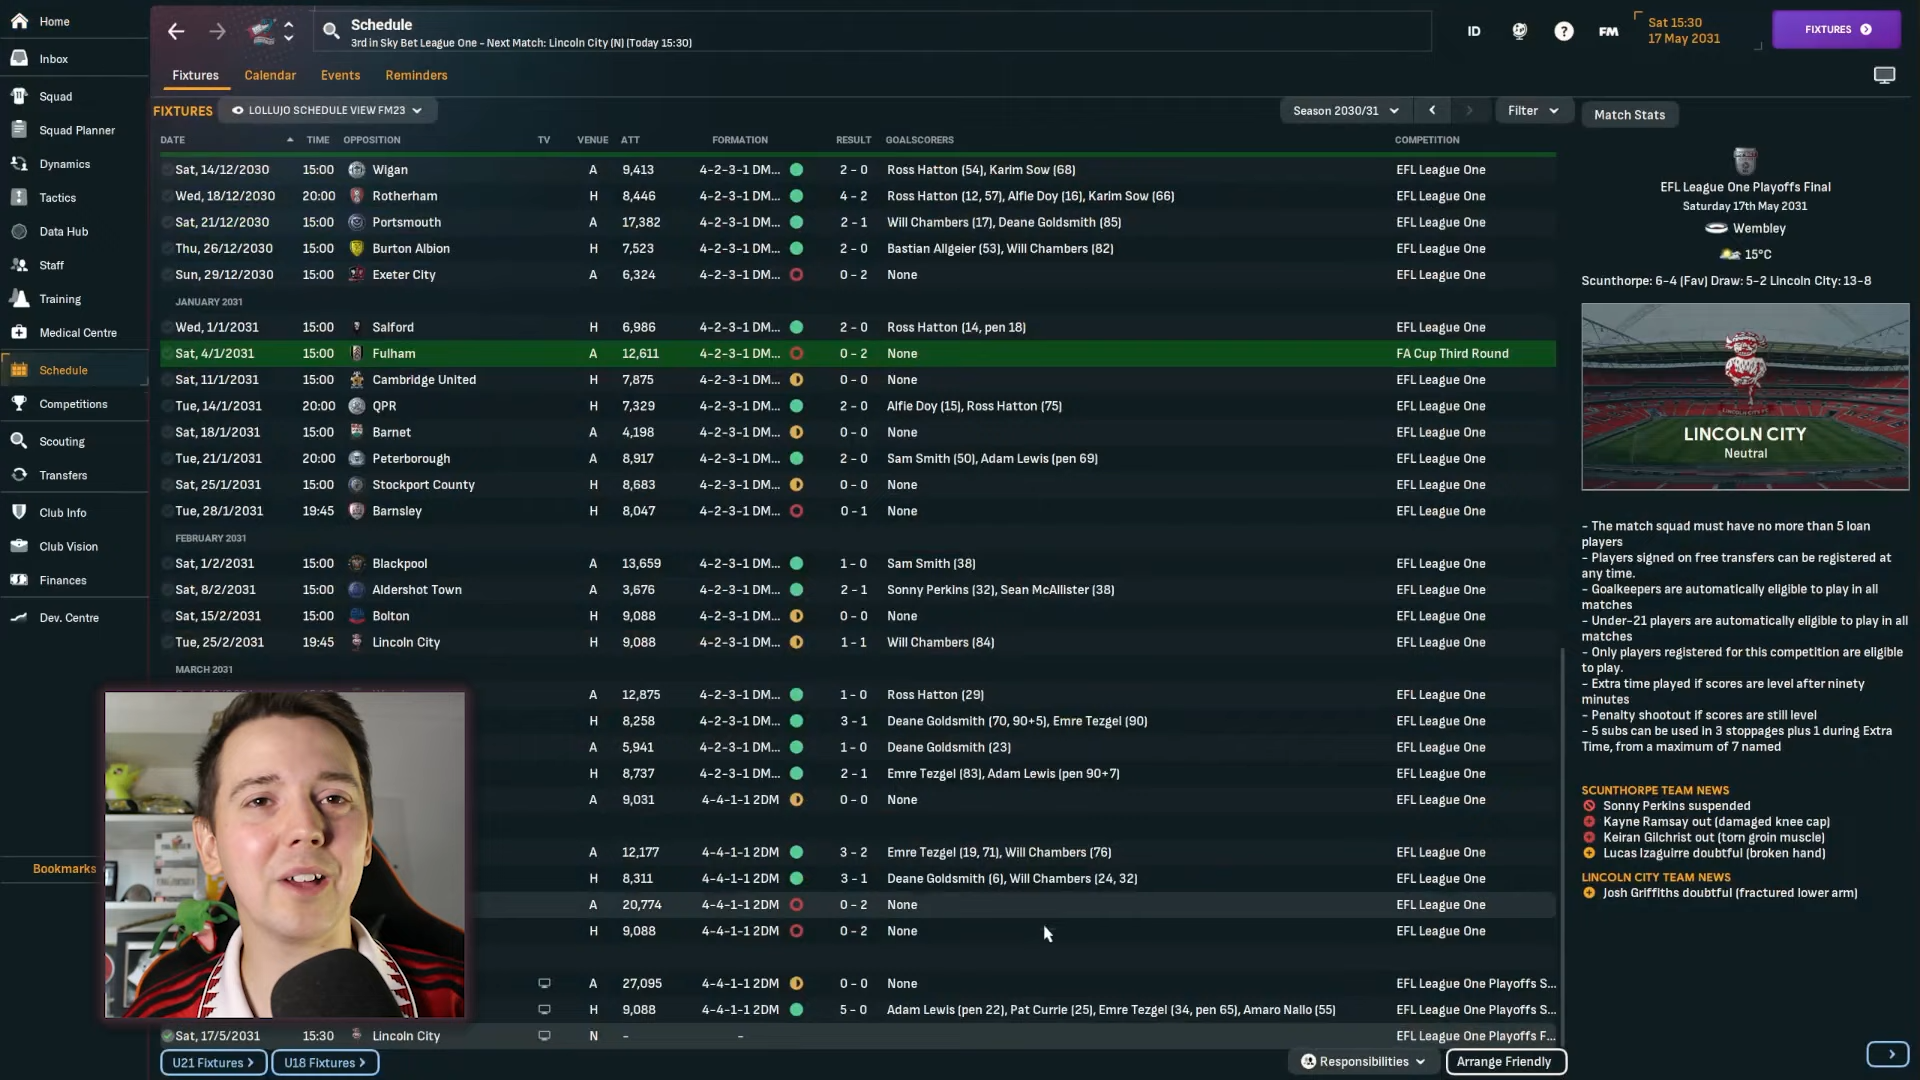 Home
Inbox
Squad
Squad Planner
Dynamics
Tactics
Data Hub
Staff
Training
Medical Centre
Schedule
Competitions
Scouting
Transfers
Club Info
Club Vision
Finances
Dev. Centre
Bookmarks
Schedule
3rd in Sky Bet League One - Next Match: Lincoln City (N) (Today 15:30)
ID
?
FM
Sat 15:30
17 May 2031
FIXTURES
Fixtures Calendar Events Reminders
FIXTURES LOLLUJO SCHEDULE VIEW FM23
Season 2030/31
Filter
DATE TIME OPPOSITION TV VENUE ATT FORMATION RESULT GOALSCORERS COMPETITION
Sat, 14/12/2030 15:00 Wigan A 9,413 4-2-3-1 DM... 2 - 0 Ross Hatton (54), Karim Sow (68) EFL League One
Wed, 18/12/2030 20:00 Rotherham H 8,446 4-2-3-1 DM... 4 - 2 Ross Hatton (12, 57), Alfie Doy (16), Karim Sow (66) EFL League One
Sat, 21/12/2030 15:00 Portsmouth A 17,382 4-2-3-1 DM... 2 - 1 Will Chambers (17), Deane Goldsmith (85) EFL League One
Thu, 26/12/2030 15:00 Burton Albion H 7,523 4-2-3-1 DM... 2 - 0 Bastian Allgeier (53), Will Chambers (82) EFL League One
Sun, 29/12/2030 15:00 Exeter City A 6,324 4-2-3-1 DM... 0 - 2 None EFL League One
JANUARY 2031
Wed, 1/1/2031 15:00 Salford H 6,986 4-2-3-1 DM... 2 - 0 Ross Hatton (14, pen 18) EFL League One
Sat, 4/1/2031 15:00 Fulham A 12,611 4-2-3-1 DM... 0 - 2 None FA Cup Third Round
Sat, 11/1/2031 15:00 Cambridge United H 7,875 4-2-3-1 DM... 0 - 0 None EFL League One
Tue, 14/1/2031 20:00 QPR H 7,329 4-2-3-1 DM... 2 - 0 Alfie Doy (15), Ross Hatton (75) EFL League One
Sat, 18/1/2031 15:00 Barnet A 4,198 4-2-3-1 DM... 0 - 0 None EFL League One
Tue, 21/1/2031 20:00 Peterborough A 8,917 4-2-3-1 DM... 2 - 0 Sam Smith (50), Adam Lewis (pen 69) EFL League One
Sat, 25/1/2031 15:00 Stockport County H 8,683 4-2-3-1 DM... 0 - 0 None EFL League One
Tue, 28/1/2031 19:45 Barnsley H 8,047 4-2-3-1 DM... 0 - 1 None EFL League One
FEBRUARY 2031
Sat, 1/2/2031 15:00 Blackpool A 13,659 4-2-3-1 DM... 1 - 0 Sam Smith (38) EFL League One
Sat, 8/2/2031 15:00 Aldershot Town A 3,676 4-2-3-1 DM... 2 - 1 Sonny Perkins (32), Sean McAllister (38) EFL League One
Sat, 15/2/2031 15:00 Bolton H 9,088 4-2-3-1 DM... 0 - 0 None EFL League One
Tue, 25/2/2031 19:45 Lincoln City H 9,088 4-2-3-1 DM... 1 - 1 Will Chambers (84) EFL League One
MARCH 2031
A 12,875 4-2-3-1 DM... 1 - 0 Ross Hatton (29) EFL League One
H 8,258 4-2-3-1 DM... 3 - 1 Deane Goldsmith (70, 90+5), Emre Tezgel (90) EFL League One
A 5,941 4-2-3-1 DM... 1 - 0 Deane Goldsmith (23) EFL League One
H 8,737 4-2-3-1 DM... 2 - 1 Emre Tezgel (83), Adam Lewis (pen 90+7) EFL League One
A 9,031 4-4-1-1 2DM 0 - 0 None EFL League One
A 12,177 4-4-1-1 2DM 3 - 2 Emre Tezgel (19, 71), Will Chambers (76) EFL League One
H 8,311 4-4-1-1 2DM 3 - 1 Deane Goldsmith (6), Will Chambers (24, 32) EFL League One
A 20,774 4-4-1-1 2DM 0 - 2 None EFL League One
H 9,088 4-4-1-1 2DM 0 - 2 None EFL League One
A 27,095 4-4-1-1 2DM 0 - 0 None EFL League One Playoffs S...
H 9,088 4-4-1-1 2DM 5 - 0 Adam Lewis (pen 22), Pat Currie (25), Emre Tezgel (34, pen 65), Amaro Nallo (55) EFL League One Playoffs S...
Sat, 17/5/2031 15:30 Lincoln City N - - EFL League One Playoffs F...
U21 Fixtures > U18 Fixtures >
Responsibilities
Arrange Friendly
Match Stats
EFL League One Playoffs Final
Saturday 17th May 2031
Wembley
15°C
Scunthorpe: 6-4 (Fav) Draw: 5-2 Lincoln City: 13-8
LINCOLN CITY
Neutral
- The match squad must have no more than 5 loan
players
- Players signed on free transfers can be registered at
any time.
- Goalkeepers are automatically eligible to play in all
matches
- Under-21 players are automatically eligible to play in all
matches
- Only players registered for this competition are eligible
to play.
- Extra time played if scores are level after ninety
minutes
- Penalty shootout if scores are still level
- 5 subs can be used in 3 stoppages plus 1 during Extra
Time, from a maximum of 7 named
SCUNTHORPE TEAM NEWS
Sonny Perkins suspended
Kayne Ramsay out (damaged knee cap)
Keiran Gilchrist out (torn groin muscle)
Lucas Izaguirre doubtful (broken hand)
LINCOLN CITY TEAM NEWS
Josh Griffiths doubtful (fractured lower arm)